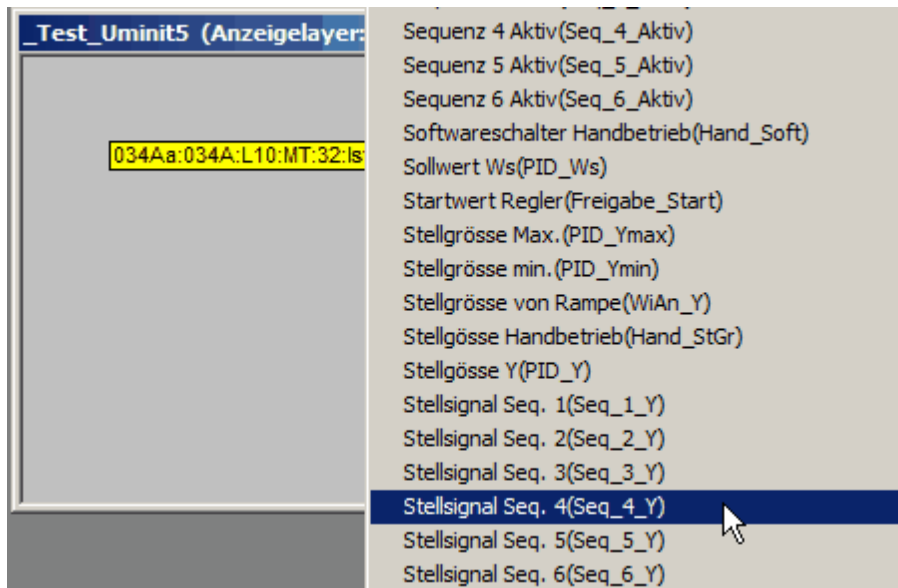 _Test_Uminit5 (Anzeigelayer:
034Aa:034A:L10:MT:32:Is
Sequenz 4 Aktiv(Seq_4_Aktiv)
Sequenz 5 Aktiv(Seq_5_Aktiv)
Sequenz 6 Aktiv(Seq_6_Aktiv)
Softwareschalter Handbetrieb(Hand_Soft)
Sollwert Ws(PID_Ws)
Startwert Regler(Freigabe_Start)
Stellgrösse Max.(PID_Ymax)
Stellgrösse min.(PID_Ymin)
Stellgrösse von Rampe(WiAn_Y)
Stellgösse Handbetrieb(Hand_StGr)
Stellgösse Y(PID_Y)
Stellsignal Seq. 1(Seq_1_Y)
Stellsignal Seq. 2(Seq_2_Y)
Stellsignal Seq. 3(Seq_3_Y)
Stellsignal Seq. 4(Seq_4_Y)
Stellsignal Seq. 5(Seq_5_Y)
Stellsignal Seq. 6(Seq_6_Y)